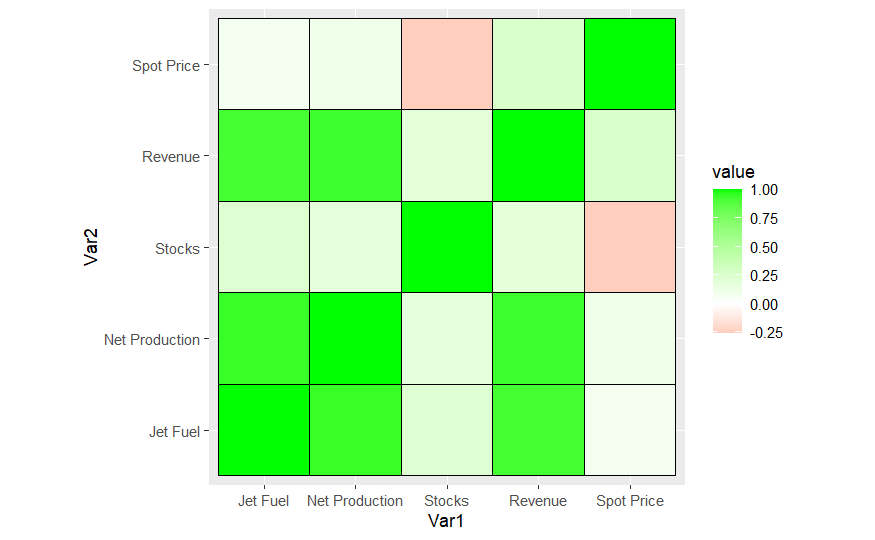 Spot Price
Revenue
Stocks
Net Production
Jet Fuel
Var2
Jet Fuel Net Production Stocks Revenue Spot Price
Var1
value
1.00
0.75
0.50
0.25
0.00
-0.25